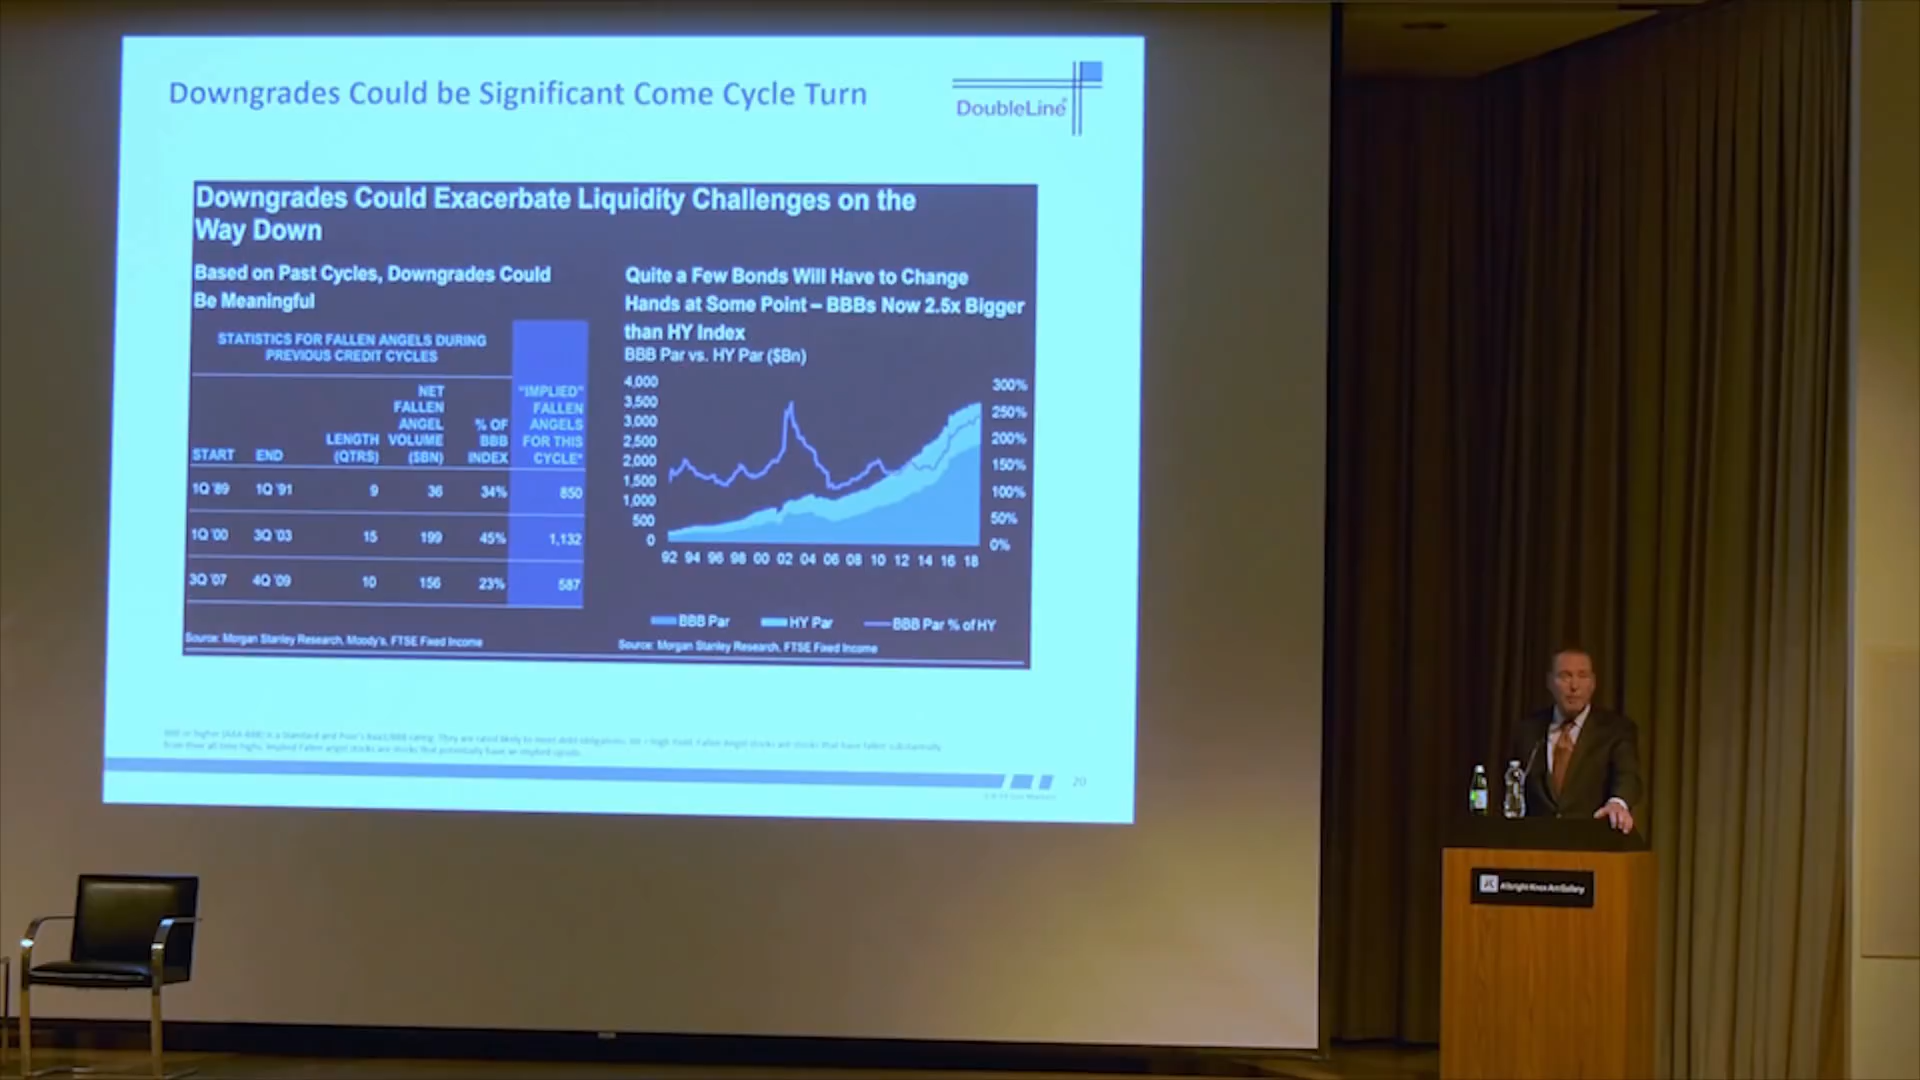 Downgrades Could be Significant Come Cycle Turn
DoubleLine®
Downgrades Could Exacerbate Liquidity Challenges on the
Way Down
Based on Past Cycles, Downgrades Could
Be Meaningful
STATISTICS FOR FALLEN ANGELS DURING
PREVIOUS CREDIT CYCLES
START
END
LENGTH
(QTRS)
NET
FALLEN
ANGEL
VOLUME
($BN)
% OF
BBB
INDEX
"IMPLIED"
FALLEN
ANGELS
FOR THIS
CYCLE*
1Q '89 1Q '91 9 36 34% 850
1Q '00 3Q '03 15 199 45% 1,132
3Q '07 4Q '09 10 156 23% 587
Source: Morgan Stanley Research, Moody's, FTSE Fixed Income
Quite a Few Bonds Will Have to Change
Hands at Some Point – BBBs Now 2.5x Bigger
than HY Index
BBB Par vs. HY Par ($Bn)
4,000
3,500
3,000
2,500
2,000
1,500
1,000
500
0
300%
250%
200%
150%
100%
50%
0%
92 94 96 98 00 02 04 06 08 10 12 14 16 18
BBB Par HY Par BBB Par % of HY
Source: Morgan Stanley Research, FTSE Fixed Income
20
Albright-Knox Art Gallery